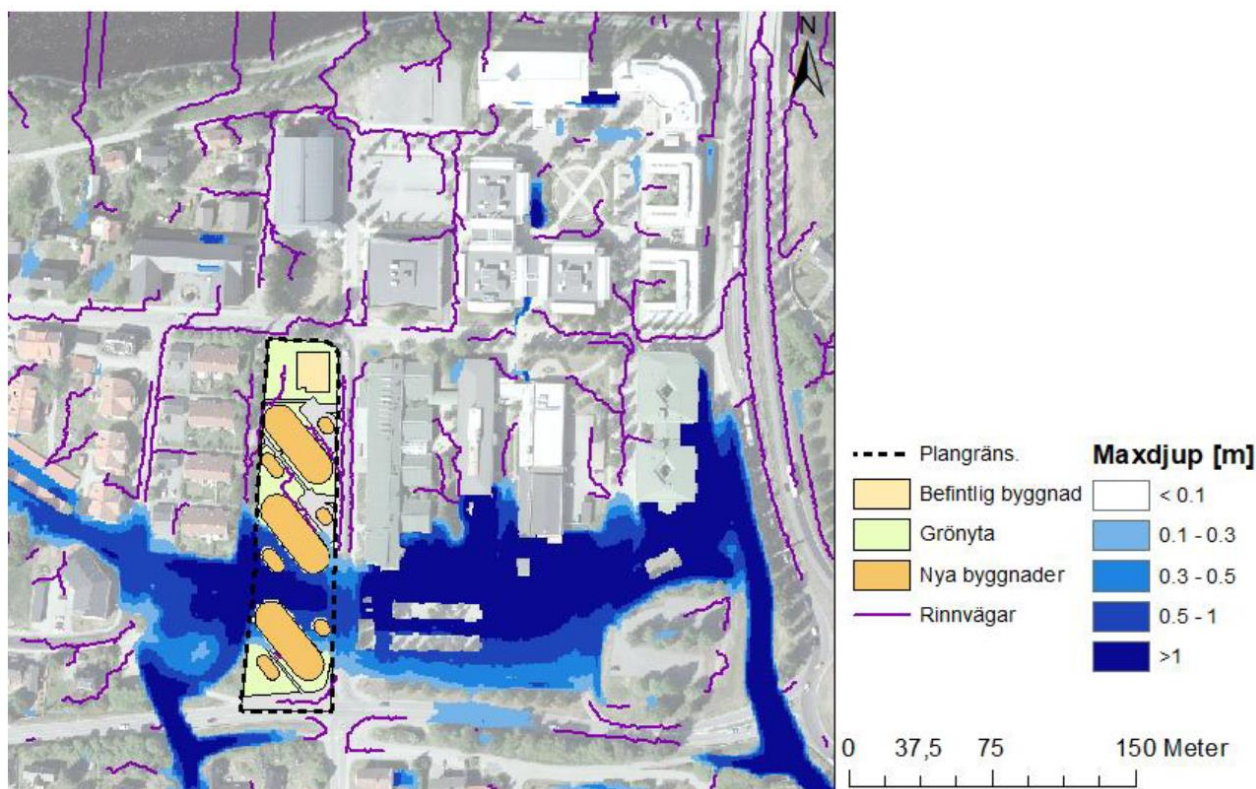 N
Plangräns.
Befintlig byggnad
Grönyta
Nya byggnader
Rinnvägar
Maxdjup [m]
< 0.1
0.1 - 0.3
0.3 - 0.5
0.5 - 1
>1
0 37,5 75 150 Meter